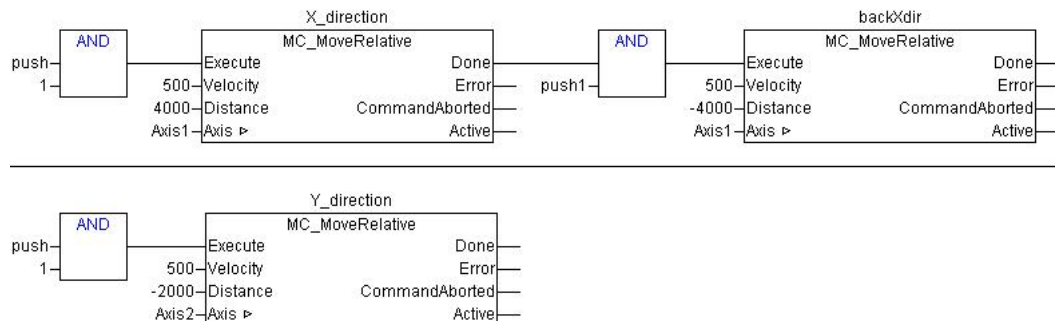 X_direction backXdir
AND MC_MoveRelative AND MC_MoveRelative
push Execute Done Execute Done
1 500 Velocity Error push1 500 Velocity Error
4000 Distance CommandAborted -4000 Distance CommandAborted
Axis1 Axis ▹ Active Axis1 Axis ▹ Active
Y_direction
AND MC_MoveRelative
push Execute Done
1 500 Velocity Error
-2000 Distance CommandAborted
Axis2 Axis ▹ Active